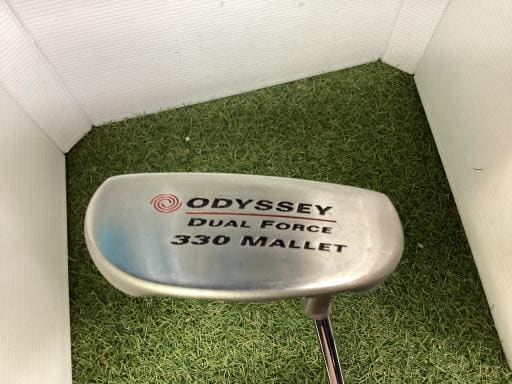 ODYSSEY
DUAL FORCE
330 MALLET